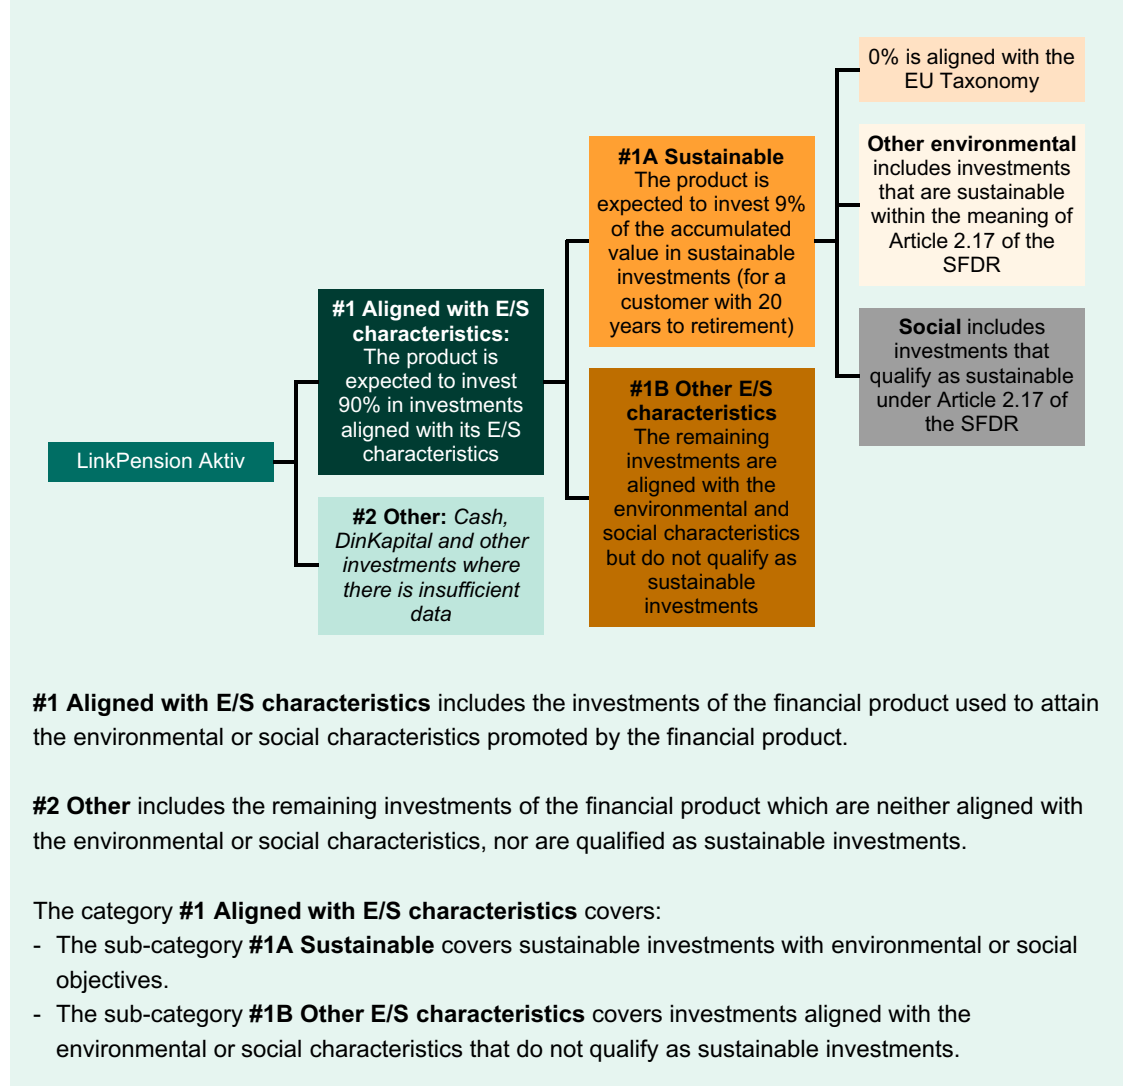 LinkPension Aktiv
#1 Aligned with E/S
characteristics:
The product is
expected to invest
90% in investments
aligned with its E/S
characteristics
#2 Other: Cash,
DinKapital and other
investments where
there is insufficient
data
#1A Sustainable
The product is
expected to invest 9%
of the accumulated
value in sustainable
investments (for a
customer with 20
years to retirement)
#1B Other E/S
characteristics
The remaining
investments are
aligned with the
environmental and
social characteristics
but do not qualify as
sustainable
investments
0% is aligned with the
EU Taxonomy
Other environmental
includes investments
that are sustainable
within the meaning of
Article 2.17 of the
SFDR
Social includes
investments that
qualify as sustainable
under Article 2.17 of
the SFDR
#1 Aligned with E/S characteristics includes the investments of the financial product used to attain
the environmental or social characteristics promoted by the financial product.
#2 Other includes the remaining investments of the financial product which are neither aligned with
the environmental or social characteristics, nor are qualified as sustainable investments.
The category #1 Aligned with E/S characteristics covers:
- The sub-category #1A Sustainable covers sustainable investments with environmental or social
objectives.
- The sub-category #1B Other E/S characteristics covers investments aligned with the
environmental or social characteristics that do not qualify as sustainable investments.